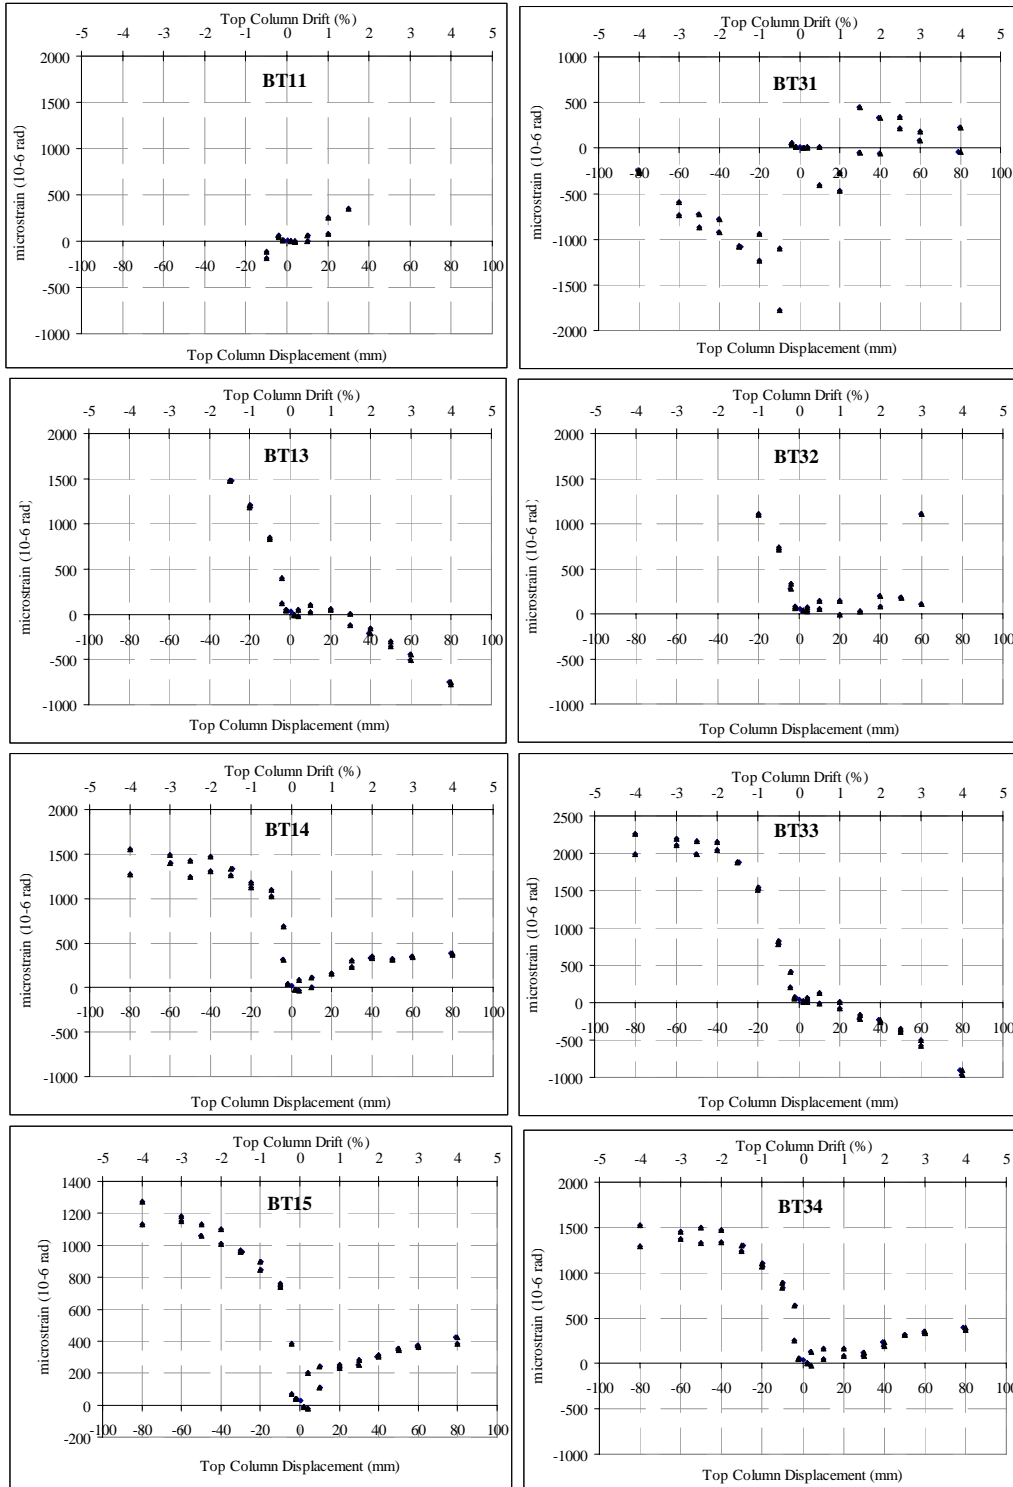 Top Column Drift (%)
-5 -4 -3 -2 -1 0 1 2 3 4 5
2000
BT11
1500
1000
500
0
-100 -80 -60 -40 -20 0 20 40 60 80 100
-500
-1000
microstrain (10-6 rad)
Top Column Displacement (mm)
Top Column Drift (%)
-5 -4 -3 -2 -1 0 1 2 3 4 5
1000
BT31
500
0
-100 -80 -60 -40 -20 0 20 40 60 80 100
-500
-1000
-1500
-2000
microstrain (10-6 rad)
Top Column Displacement (mm)
Top Column Drift (%)
-5 -4 -3 -2 -1 0 1 2 3 4 5
2000
BT13
1500
1000
500
0
-100 -80 -60 -40 -20 0 20 40 60 80 100
-500
-1000
microstrain (10-6 rad)
Top Column Displacement (mm)
Top Column Drift (%)
-5 -4 -3 -2 -1 0 1 2 3 4 5
2000
BT32
1500
1000
500
0
-100 -80 -60 -40 -20 0 20 40 60 80 100
-500
-1000
microstrain (10-6 rad)
Top Column Displacement (mm)
Top Column Drift (%)
-5 -4 -3 -2 -1 0 1 2 3 4 5
2000
BT14
1500
1000
500
0
-100 -80 -60 -40 -20 0 20 40 60 80 100
-500
-1000
microstrain (10-6 rad)
Top Column Displacement (mm)
Top Column Drift (%)
-5 -4 -3 -2 -1 0 1 2 3 4 5
2500
BT33
2000
1500
1000
500
0
-100 -80 -60 -40 -20 0 20 40 60 80 100
-500
-1000
microstrain (10-6 rad)
Top Column Displacement (mm)
Top Column Drift (%)
-5 -4 -3 -2 -1 0 1 2 3 4 5
1400
BT15
1200
1000
800
600
400
200
0
-200
-100 -80 -60 -40 -20 0 20 40 60 80 100
microstrain (10-6 rad)
Top Column Displacement (mm)
Top Column Drift (%)
-5 -4 -3 -2 -1 0 1 2 3 4 5
2000
BT34
1500
1000
500
0
-100 -80 -60 -40 -20 0 20 40 60 80 100
-500
-1000
microstrain (10-6 rad)
Top Column Displacement (mm)